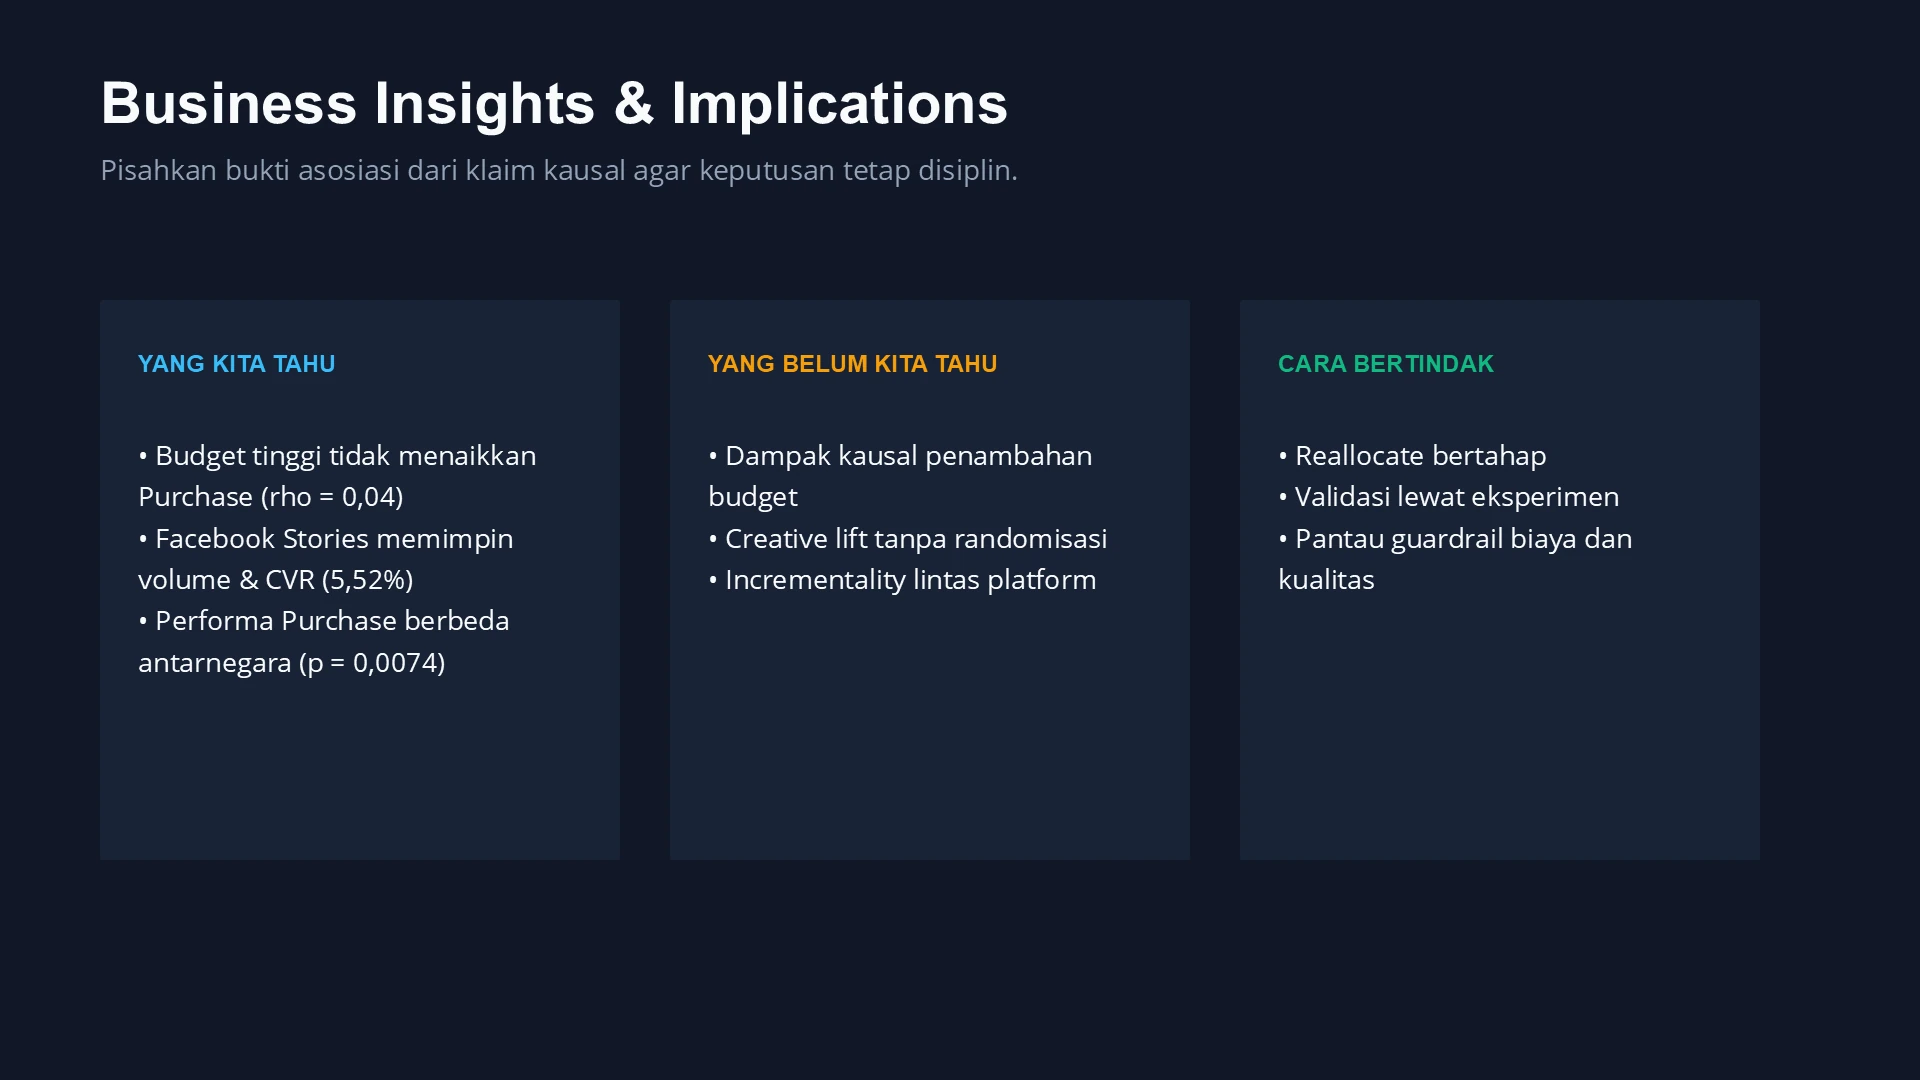 Business Insights & Implications
Pisahkan bukti asosiasi dari klaim kausal agar keputusan tetap disiplin.
YANG KITA TAHU
• Budget tinggi tidak menaikkan
Purchase (rho = 0,04)
• Facebook Stories memimpin
volume & CVR (5,52%)
• Performa Purchase berbeda
antarnegara (p = 0,0074)
YANG BELUM KITA TAHU
• Dampak kausal penambahan
budget
• Creative lift tanpa randomisasi
• Incrementality lintas platform
CARA BERTINDAK
• Reallocate bertahap
• Validasi lewat eksperimen
• Pantau guardrail biaya dan
kualitas